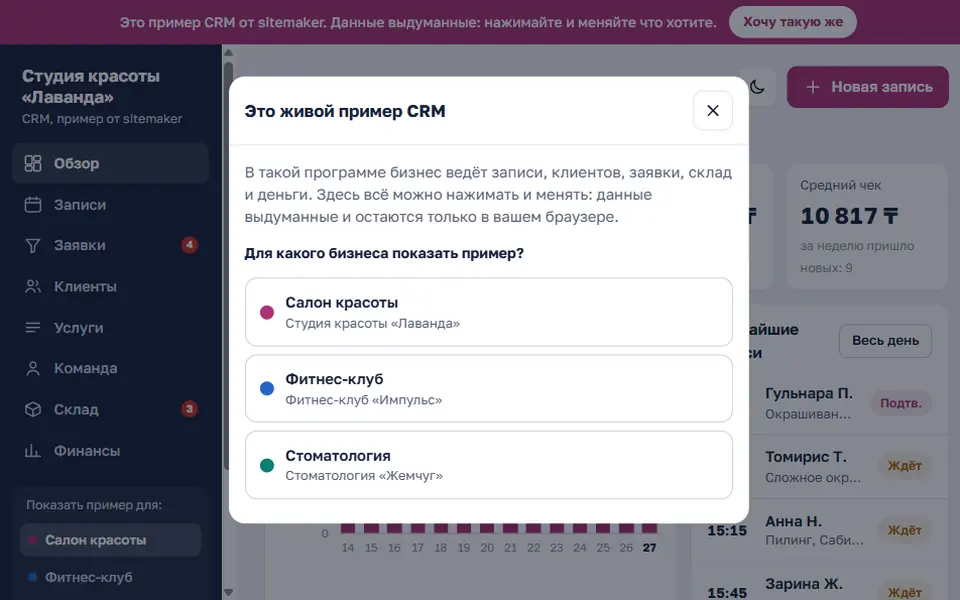 Это пример CRM от sitemaker. Данные выдуманные: нажимайте и меняйте что хотите.
Хочу такую же
Студия красоты
«Лаванда»
CRM, пример от sitemaker
Обзор
Записи
Заявки
4
Клиенты
Услуги
Команда
Склад
3
Финансы
Показать пример для:
Салон красоты
Фитнес-клуб
Новая запись
Это живой пример CRM
В такой программе бизнес ведёт записи, клиентов, заявки, склад
и деньги. Здесь всё можно нажимать и менять: данные
выдуманные и остаются только в вашем браузере.
Для какого бизнеса показать пример?
Салон красоты
Студия красоты «Лаванда»
Фитнес-клуб
Фитнес-клуб «Импульс»
Стоматология
Стоматология «Жемчуг»
₸
Средний чек
10 817 ₸
за неделю пришло
новых: 9
Весь день
Гульнара П.
Окрашиван...
Подтв.
Томирис Т.
Сложное окр...
Ждёт
15:15
Анна Н.
Пилинг, Саби...
Ждёт
15:45
Зарина Ж.
Ждёт
0
14 15 16 17 18 19 20 21 22 23 24 25 26 27